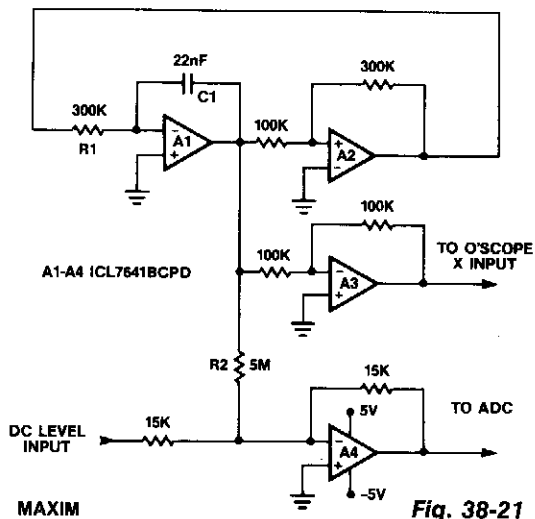 22nF
C1
300K
R1
-
+
A1
100K
300K
+
-
A2
100K
100K
-
+
A3
TO O'SCOPE
X INPUT
A1-A4 ICL7641BCPD
R2
5M
15K
DC LEVEL
INPUT
15K
5V
-
+
A4
-5V
TO ADC
MAXIM
Fig. 38-21